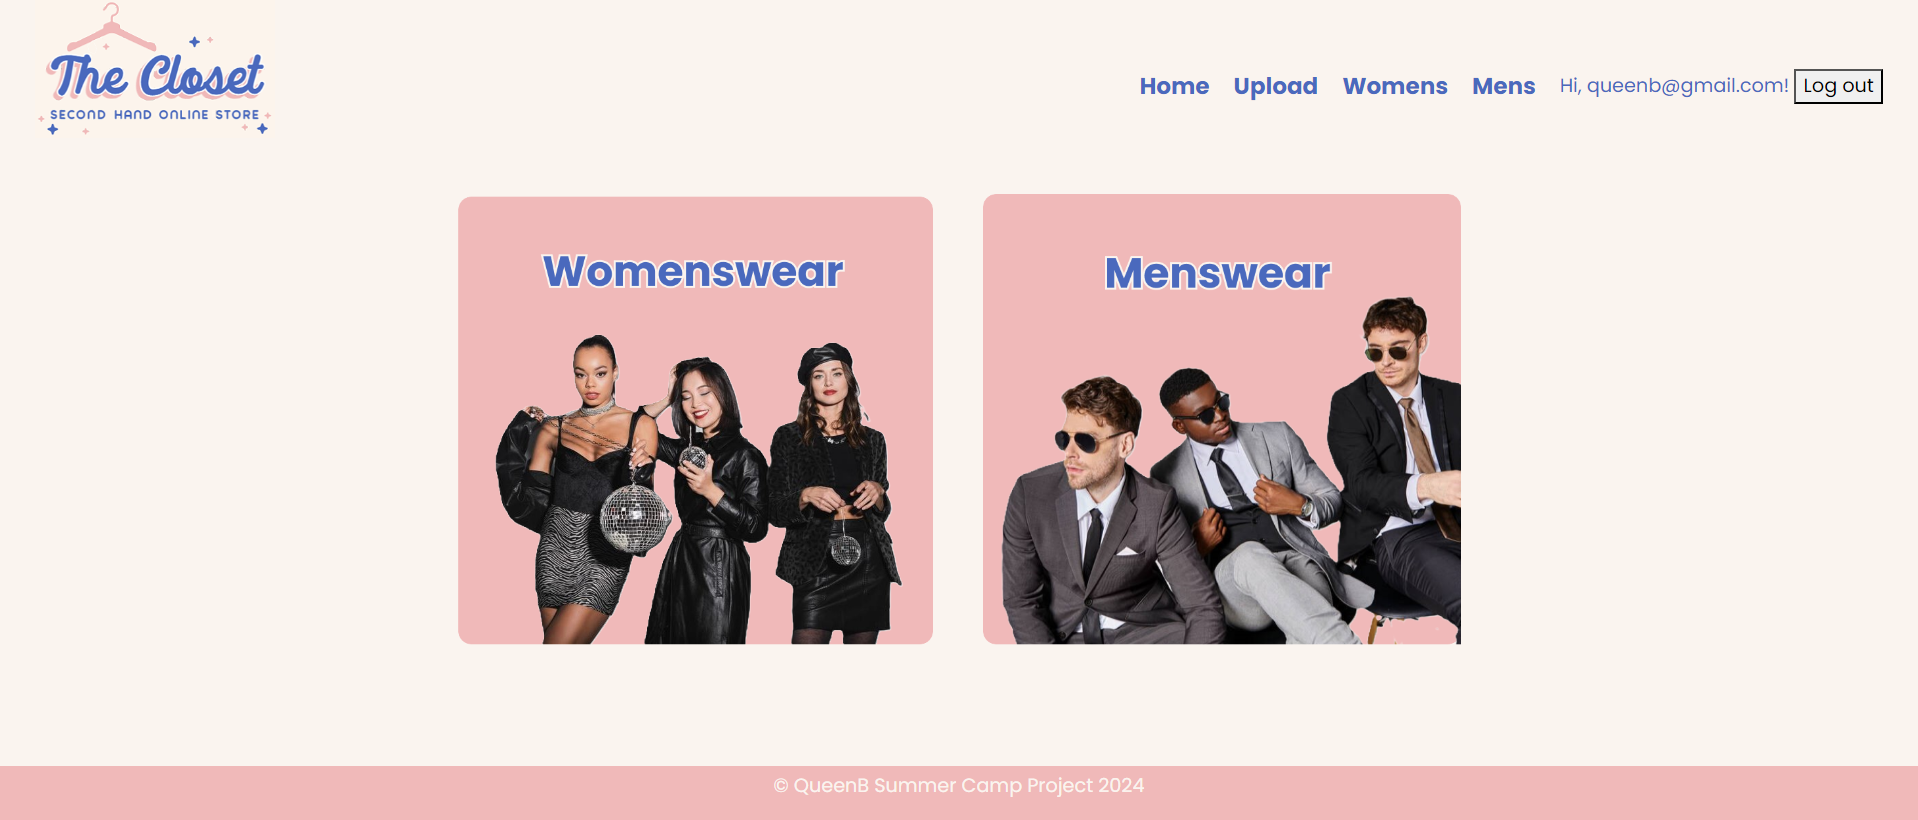 The Closet
SECOND HAND ONLINE STORE
Home Upload Womens Mens Hi, queenb@gmail.com! Log out
Womenswear
Menswear
© QueenB Summer Camp Project 2024